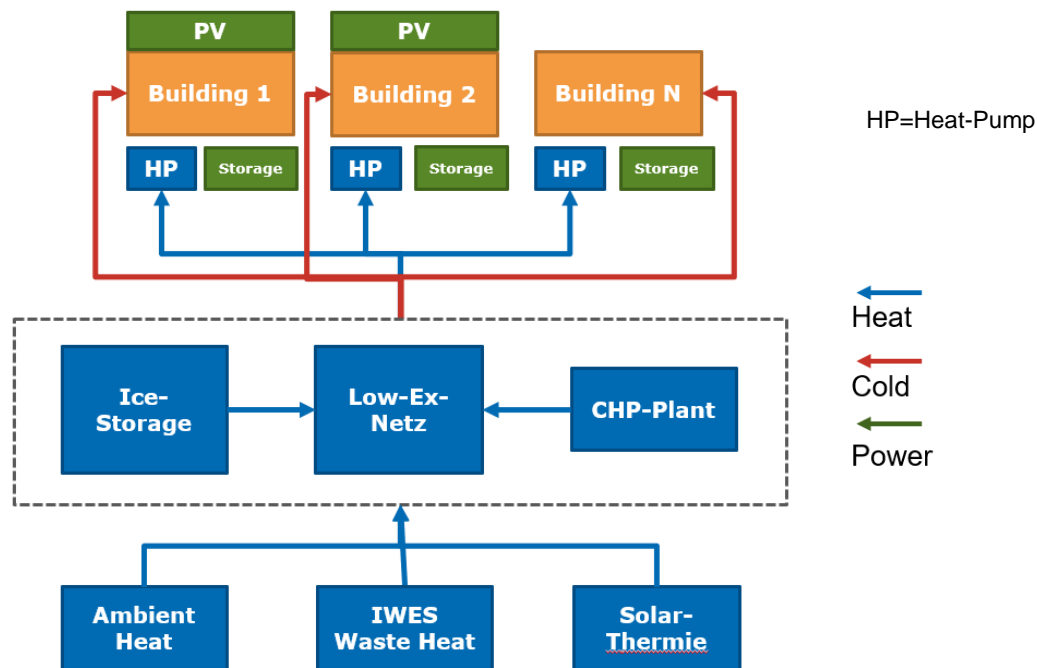 PV
PV
Building 1
Building 2
Building N
HP=Heat-Pump
HP
Storage
HP
Storage
HP
Storage
Heat
Cold
Power
Ice-
Storage
Low-Ex-
Netz
CHP-Plant
Ambient
Heat
IWES
Waste Heat
Solar-
Thermie